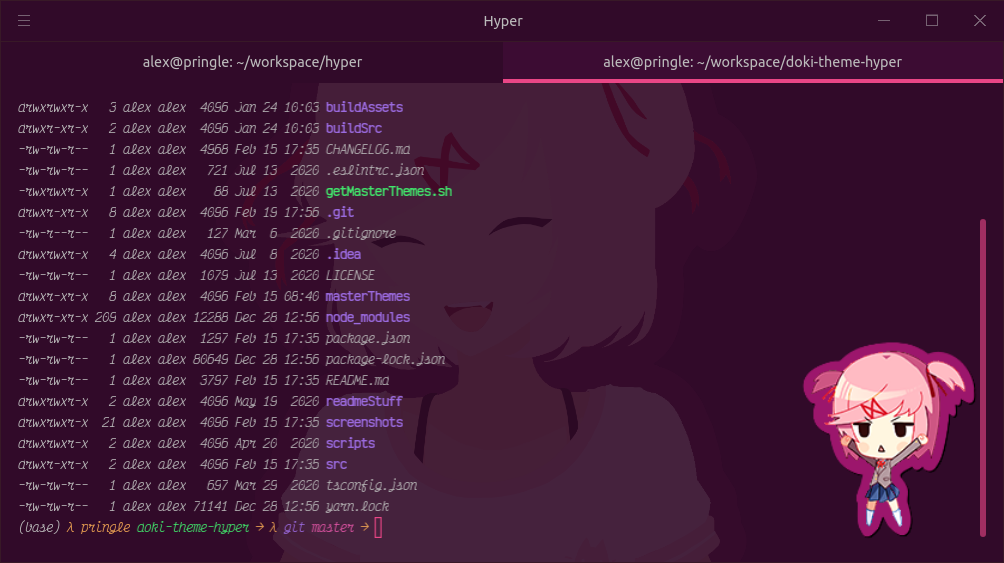 Hyper
alex@pringle: ~/workspace/hyper
alex@pringle: ~/workspace/doki-theme-hyper
drwxrwxr-x 3 alex alex 4096 Jan 24 10:03 buildAssets
drwxr-xr-x 2 alex alex 4096 Jan 24 10:03 buildSrc
-rw-rw-r-- 1 alex alex 4968 Feb 15 17:35 CHANGELOG.md
-rw-rw-r-- 1 alex alex 721 Jul 13 2020 .eslintrc.json
-rwxrwxr-x 1 alex alex 88 Jul 13 2020 getMasterThemes.sh
drwxr-xr-x 8 alex alex 4096 Feb 19 17:56 .git
-rw-r--r-- 1 alex alex 127 Mar 6 2020 .gitignore
drwxr-xr-x 4 alex alex 4096 Jul 8 2020 .idea
-rw-rw-r-- 1 alex alex 1079 Jul 13 2020 LICENSE
drwxr-xr-x 8 alex alex 4096 Feb 15 08:40 masterThemes
drwxr-xr-x 209 alex alex 12288 Dec 28 12:56 node_modules
-rw-rw-r-- 1 alex alex 1297 Feb 15 17:35 package.json
-rw-rw-r-- 1 alex alex 80649 Dec 28 12:56 package-lock.json
-rw-rw-r-- 1 alex alex 3797 Feb 15 17:35 README.md
drwxr-xr-x 2 alex alex 4096 May 19 2020 readmeStuff
drwxrwxr-x 21 alex alex 4096 Feb 15 17:35 screenshots
drwxrwxr-x 2 alex alex 4096 Apr 20 2020 scripts
drwxr-xr-x 2 alex alex 4096 Feb 15 17:35 src
-rw-rw-r-- 1 alex alex 697 Mar 29 2020 tsconfig.json
-rw-rw-r-- 1 alex alex 71141 Dec 28 12:56 yarn.lock
(base) λ pringle doki-theme-hyper → λ git master →